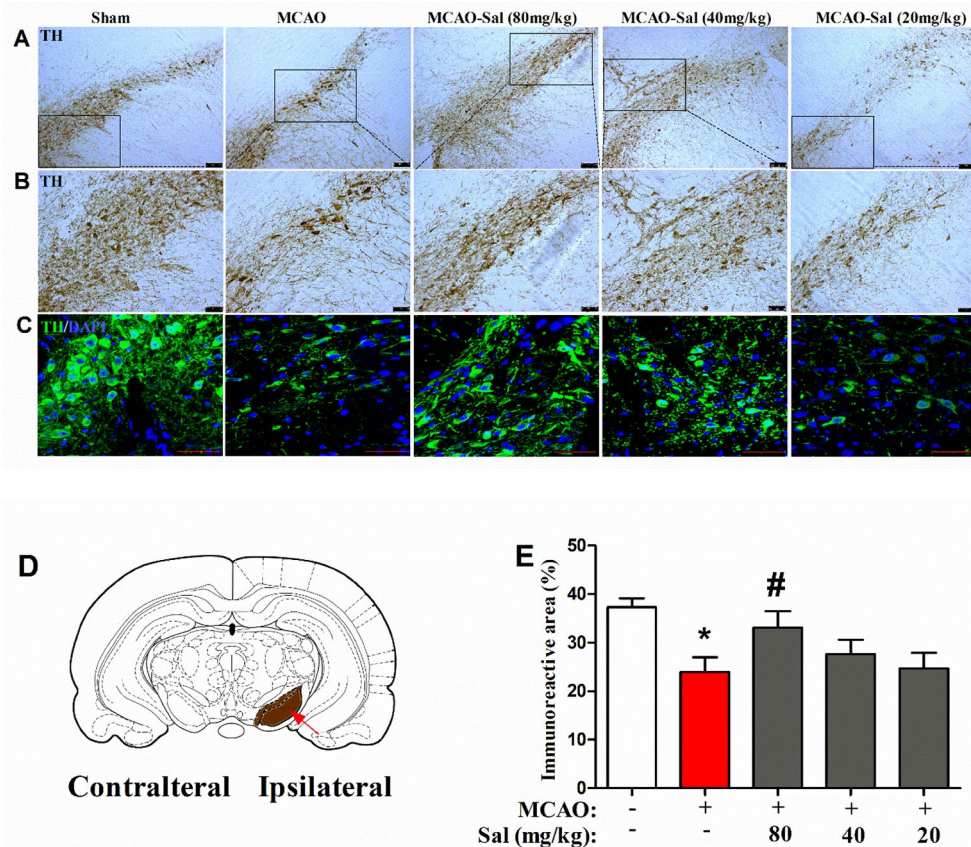 Sham MCAO MCAO-Sal (80mg/kg) MCAO-Sal (40mg/kg) MCAO-Sal (20mg/kg)
A TH
B TH
C TH/DAPI
D
Contralteral Ipsilateral
E
Immunoreactive area (%)
50
40
30
20
10
0
* #
MCAO: - + + + +
Sal (mg/kg): - - 80 40 20